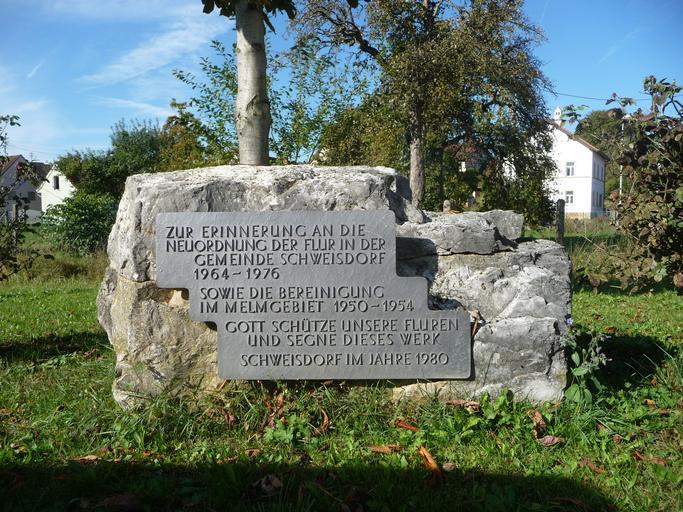 ZUR ERINNERUNG AN DIE
NEUORDNUNG DER FLUR IN DER
GEMEINDE SCHWEISDORF
1964 - 1976
SOWIE DIE BEREINIGUNG
IM MELMGEBIET 1950 - 1954
GOTT SCHÜTZE UNSERE FLUREN
UND SEGNE DIESES WERK
SCHWEISDORF IM JAHRE 1980